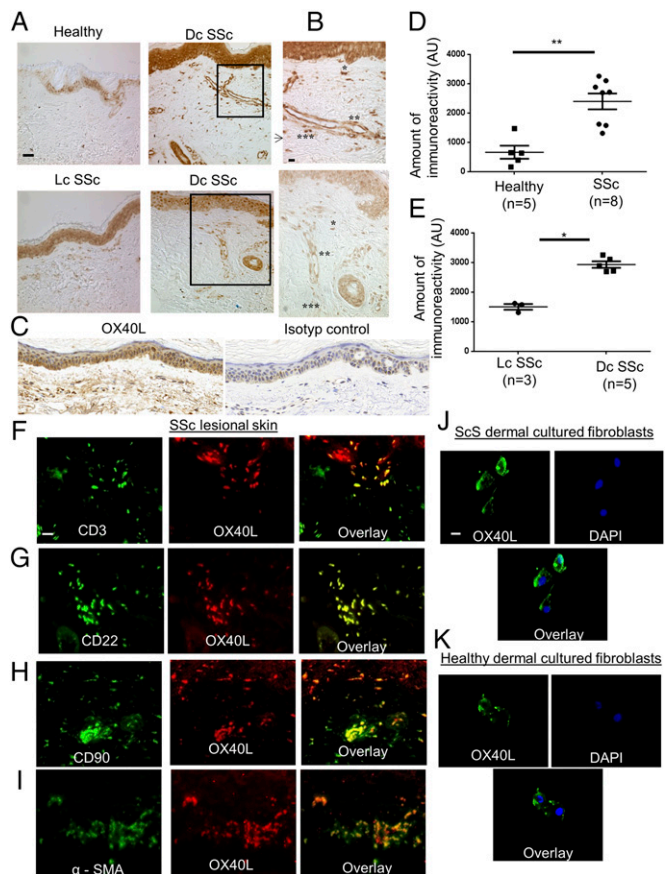 A
Healthy
Dc SSc
B
*
**
***
Lc SSc
Dc SSc
*
**
***
C
OX40L
Isotyp control
D
Amount of
immunoreactivity (AU)
4000
3000
2000
1000
0
**
Healthy
(n=5)
SSc
(n=8)
E
Amount of
immunoreactivity (AU)
4000
3000
2000
1000
0
*
Lc SSc
(n=3)
Dc SSc
(n=5)
SSc lesional skin
F
CD3
OX40L
Overlay
G
CD22
OX40L
Overlay
H
CD90
OX40L
Overlay
I
α - SMA
OX40L
Overlay
J
ScS dermal cultured fibroblasts
OX40L
DAPI
Overlay
K
Healthy dermal cultured fibroblasts
OX40L
DAPI
Overlay